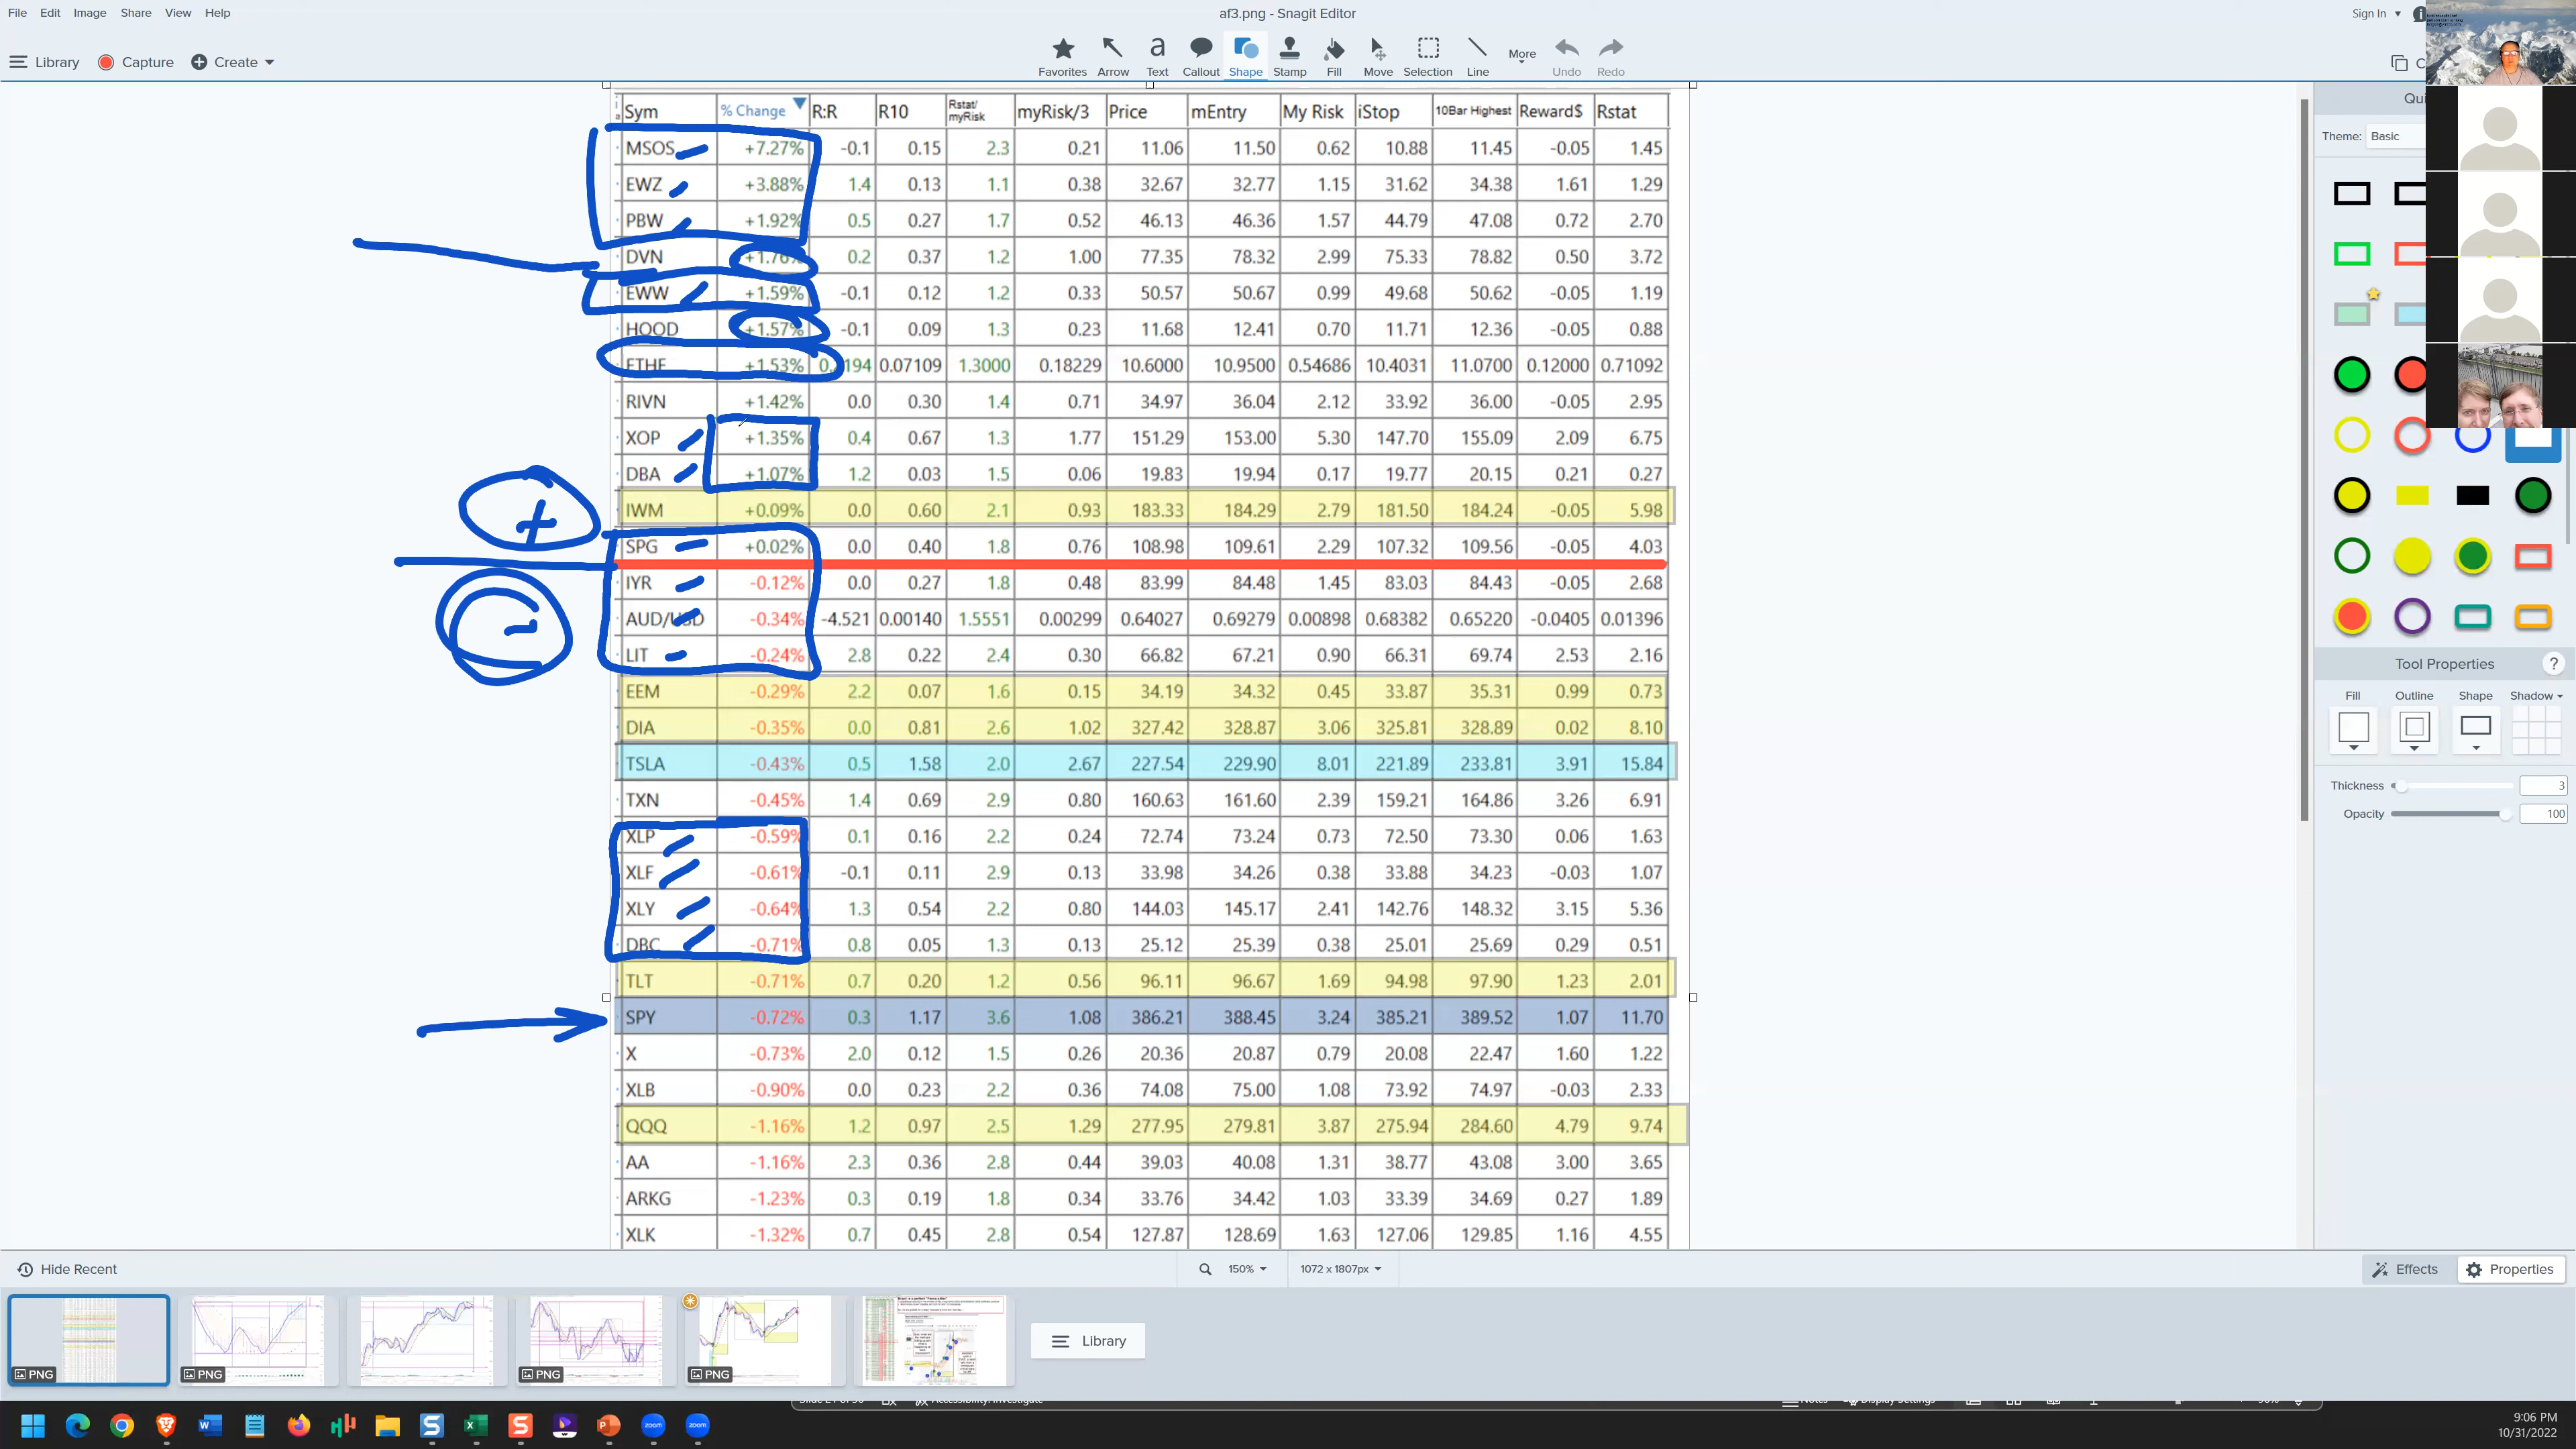 af3.png - Snagit Editor
File Edit Image Share View Help
Sign In
Library Capture Create
Favorites Arrow Text Callout Shape Stamp Fill Move Selection Line More Undo Redo
Sym % Change R:R R10 Rstat/ myRisk myRisk/3 Price mEntry My Risk iStop 10Bar Highest Reward$ Rstat
MSOS +7.27% -0.1 0.15 2.3 0.21 11.06 11.50 0.62 10.88 11.45 -0.05 1.45
EWZ +3.88% 1.4 0.13 1.1 0.38 32.67 32.77 1.15 31.62 34.38 1.61 1.29
PBW +1.92% 0.5 0.27 1.7 0.52 46.13 46.36 1.57 44.79 47.08 0.72 2.70
DVN +1.76% 0.2 0.37 1.2 1.00 77.35 78.32 2.99 75.33 78.82 0.50 3.72
EWW +1.59% -0.1 0.12 1.2 0.33 50.57 50.67 0.99 49.68 50.62 -0.05 1.19
HOOD +1.57% -0.1 0.09 1.3 0.23 11.68 12.41 0.70 11.71 12.36 -0.05 0.88
ETHE +1.53% 0.07109 1.3000 0.18229 10.6000 10.9500 0.54686 10.4031 11.0700 0.12000 0.71092
RIVN +1.42% 0.0 0.30 1.4 0.71 34.97 36.04 2.12 33.92 36.00 -0.05 2.95
XOP +1.35% 0.4 0.67 1.3 1.77 151.29 153.00 5.30 147.70 155.09 2.09 6.75
DBA +1.07% 1.2 0.03 1.5 0.06 19.83 19.94 0.17 19.77 20.15 0.21 0.27
IWM +0.09% 0.0 0.60 2.1 0.93 183.33 184.29 2.79 181.50 184.24 -0.05 5.98
+
SPG +0.02% 0.0 0.40 1.8 0.76 108.98 109.61 2.29 107.32 109.56 -0.05 4.03
IYR -0.12% 0.0 0.27 1.8 0.48 83.99 84.48 1.45 83.03 84.43 -0.05 2.68
-
AUD/USD -0.34% -4.521 0.00140 1.5551 0.00299 0.64027 0.69279 0.00898 0.68382 0.65220 -0.0405 0.01396
LIT -0.24% 2.8 0.22 2.4 0.30 66.82 67.21 0.90 66.31 69.74 2.53 2.16
EEM -0.29% 2.2 0.07 1.6 0.15 34.19 34.32 0.45 33.87 35.31 0.99 0.73
DIA -0.35% 0.0 0.81 2.6 1.02 327.42 328.87 3.06 325.81 328.89 0.02 8.10
TSLA -0.43% 0.5 1.58 2.0 2.67 227.54 229.90 8.01 221.89 233.81 3.91 15.84
TXN -0.45% 1.4 0.69 2.9 0.80 160.63 161.60 2.39 159.21 164.86 3.26 6.91
XLP -0.59% 0.1 0.16 2.2 0.24 72.74 73.24 0.73 72.50 73.30 0.06 1.63
XLF -0.61% -0.1 0.11 2.9 0.13 33.98 34.26 0.38 33.88 34.23 -0.03 1.07
XLY -0.64% 1.3 0.54 2.2 0.80 144.03 145.17 2.41 142.76 148.32 3.15 5.36
DBC -0.71% 0.8 0.05 1.3 0.13 25.12 25.39 0.38 25.01 25.69 0.29 0.51
TLT -0.71% 0.7 0.20 1.2 0.56 96.11 96.67 1.69 94.98 97.90 1.23 2.01
SPY -0.72% 0.3 1.17 3.6 1.08 386.21 388.45 3.24 385.21 389.52 1.07 11.70
X -0.73% 2.0 0.12 1.5 0.26 20.36 20.87 0.79 20.08 22.47 1.60 1.22
XLB -0.90% 0.0 0.23 2.2 0.36 74.08 75.00 1.08 73.92 74.97 -0.03 2.33
QQQ -1.16% 1.2 0.97 2.5 1.29 277.95 279.81 3.87 275.94 284.60 4.79 9.74
AA -1.16% 2.3 0.36 2.8 0.44 39.03 40.08 1.31 38.77 43.08 3.00 3.65
ARKG -1.23% 0.3 0.19 1.8 0.34 33.76 34.42 1.03 33.39 34.69 0.27 1.89
XLK -1.32% 0.7 0.45 2.8 0.54 127.87 128.69 1.63 127.06 129.85 1.16 4.55
Theme: Basic
Tool Properties ?
Fill Outline Shape Shadow
Thickness 3
Opacity 100
Hide Recent
150% 1072 x 1807px
Effects Properties
PNG PNG PNG PNG
Library
9:06 PM
10/31/2022